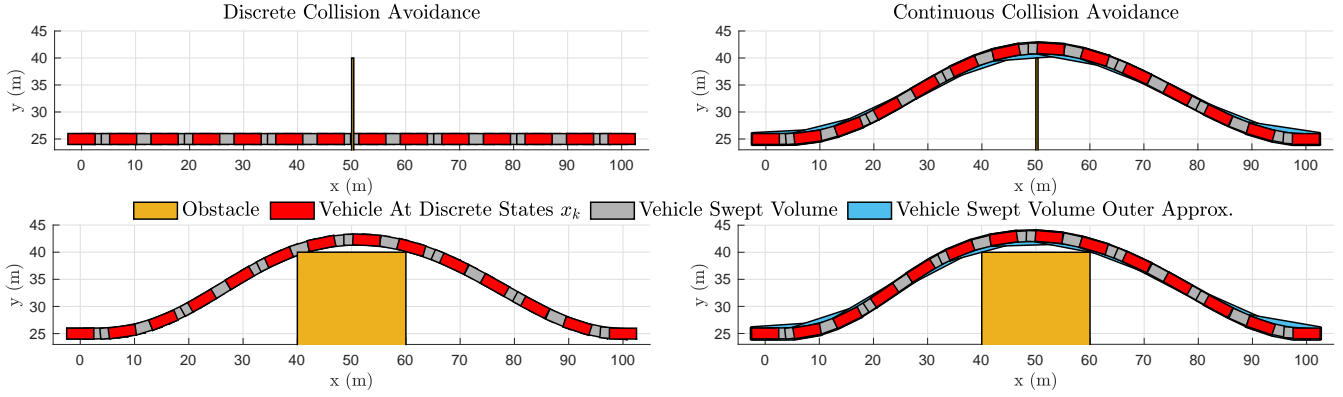 Discrete Collision Avoidance
45
40
35
30
25
y (m)
0 10 20 30 40 50 60 70 80 90 100
x (m)
Continuous Collision Avoidance
45
40
35
30
25
y (m)
0 10 20 30 40 50 60 70 80 90 100
x (m)
Obstacle Vehicle At Discrete States x_k Vehicle Swept Volume Vehicle Swept Volume Outer Approx.
45
40
35
30
25
y (m)
0 10 20 30 40 50 60 70 80 90 100
x (m)
45
40
35
30
25
y (m)
0 10 20 30 40 50 60 70 80 90 100
x (m)